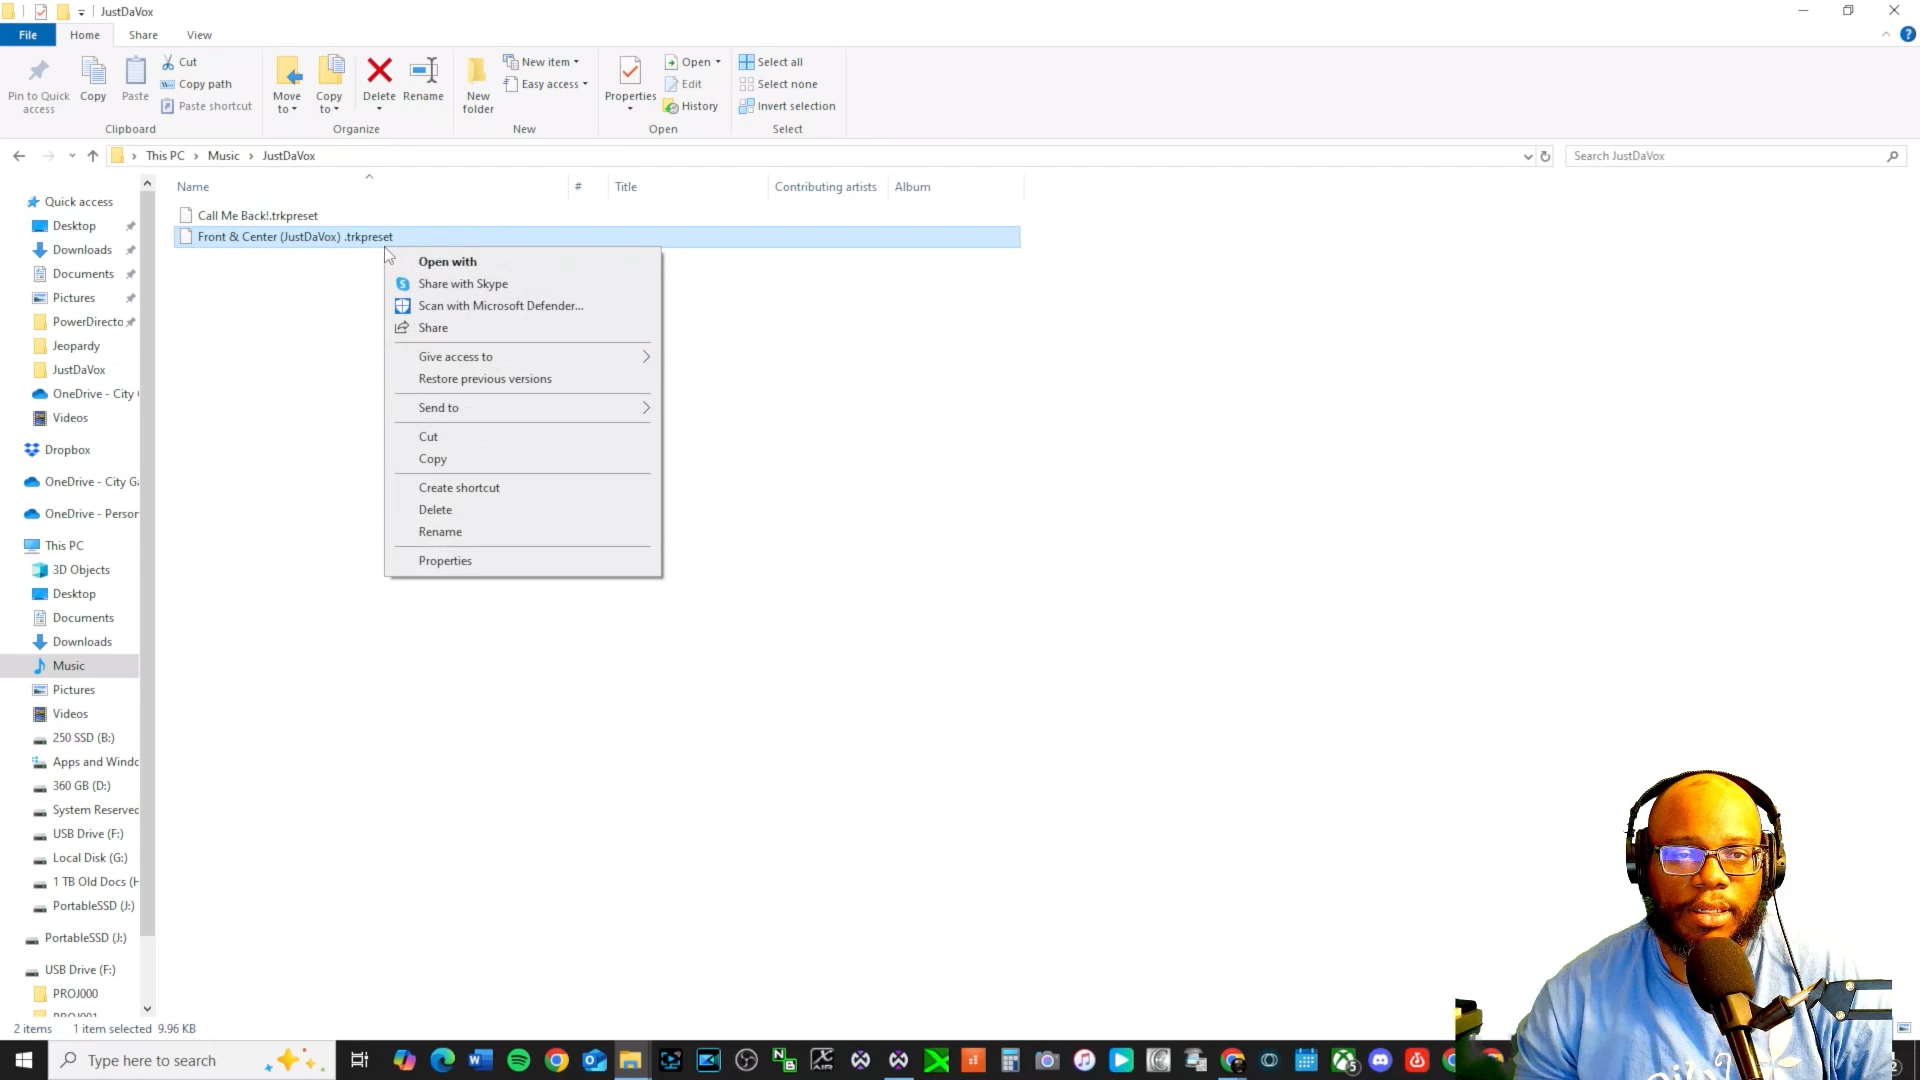 JustDaVox
File
Home
Share
View
Pin to Quick access
Copy
Paste
Cut
Copy path
Paste shortcut
Clipboard
Move to
Copy to
Delete
Rename
Organize
New folder
New item
Easy access
New
Properties
Open
Edit
History
Open
Select all
Select none
Invert selection
Select
This PC > Music > JustDaVox
Search JustDaVox
Name
#
Title
Contributing artists
Album
Call Me Back!.trkpreset
Front & Center (JustDaVox) .trkpreset
Open with
Share with Skype
Scan with Microsoft Defender...
Share
Give access to
Restore previous versions
Send to
Cut
Copy
Create shortcut
Delete
Rename
Properties
Quick access
Desktop
Downloads
Documents
Pictures
PowerDirecto
Jeopardy
JustDaVox
OneDrive - City
Videos
Dropbox
OneDrive - City G
OneDrive - Person
This PC
3D Objects
Desktop
Documents
Downloads
Music
Pictures
Videos
250 SSD (B:)
Apps and Windo
360 GB (D:)
System Reserved
USB Drive (F:)
Local Disk (G:)
1 TB Old Docs (H
PortableSSD (J:)
PortableSSD (J:)
USB Drive (F:)
PROJ000
PROJ001
2 items
1 item selected 9.96 KB
Type here to search